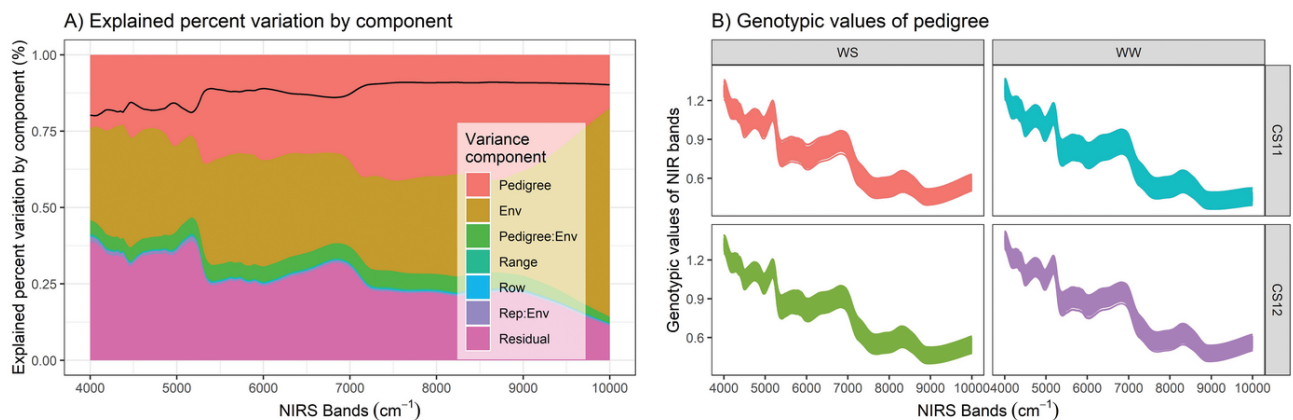 A) Explained percent variation by component
Explained percent variation by component (%)
1.00
0.75
0.50
0.25
0.00
4000 5000 6000 7000 8000 9000 10000
NIRS Bands (cm⁻¹)
Variance
component
Pedigree
Env
Pedigree:Env
Range
Row
Rep:Env
Residual
B) Genotypic values of pedigree
WS WW
Genotypic values of NIR bands
1.2
0.9
0.6
CS11
1.2
0.9
0.6
CS12
4000 5000 6000 7000 8000 9000 10000 4000 5000 6000 7000 8000 9000 10000
NIRS Bands (cm⁻¹)